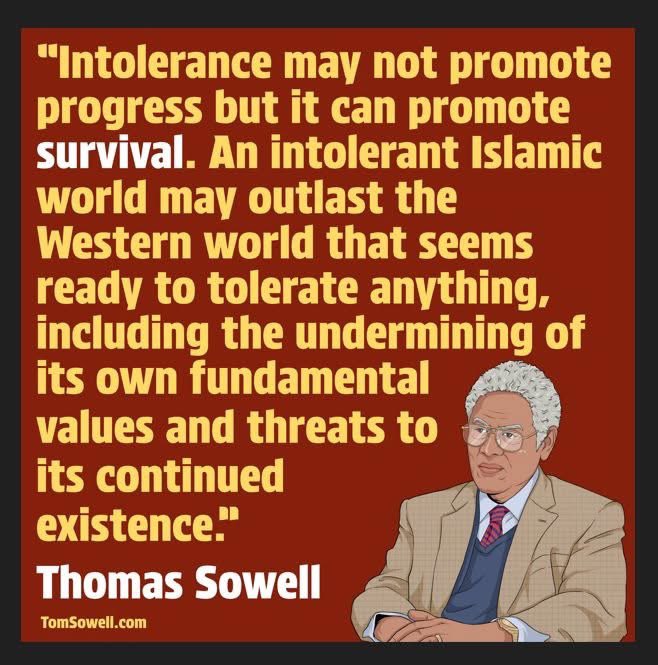 “Intolerance may not promote
progress but it can promote
survival. An intolerant Islamic
world may outlast the
Western world that seems
ready to tolerate anything,
including the undermining of
its own fundamental
values and threats to
its continued
existence.”
Thomas Sowell
TomSowell.com